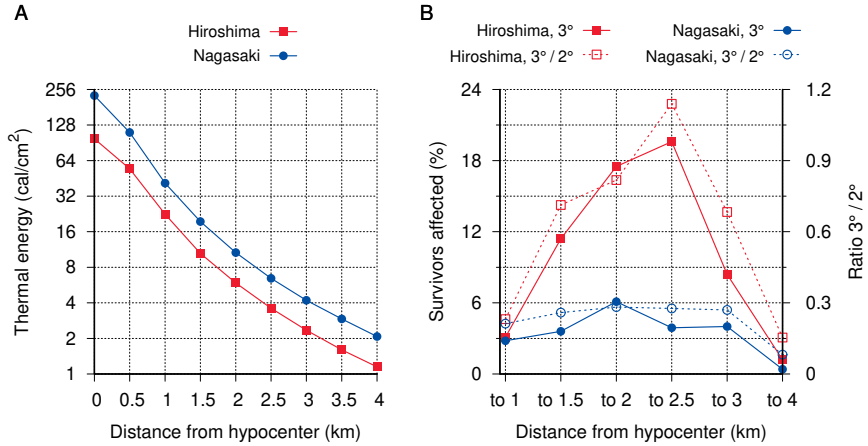 A
Hiroshima
Nagasaki
Thermal energy (cal/cm²)
256
128
64
32
16
8
4
2
1
0 0.5 1 1.5 2 2.5 3 3.5 4
Distance from hypocenter (km)
B
Hiroshima, 3° Nagasaki, 3°
Hiroshima, 3° / 2° Nagasaki, 3° / 2°
Survivors affected (%)
24
18
12
6
0
1.2
0.9
0.6
0.3
0
Ratio 3° / 2°
to 1 to 1.5 to 2 to 2.5 to 3 to 4
Distance from hypocenter (km)